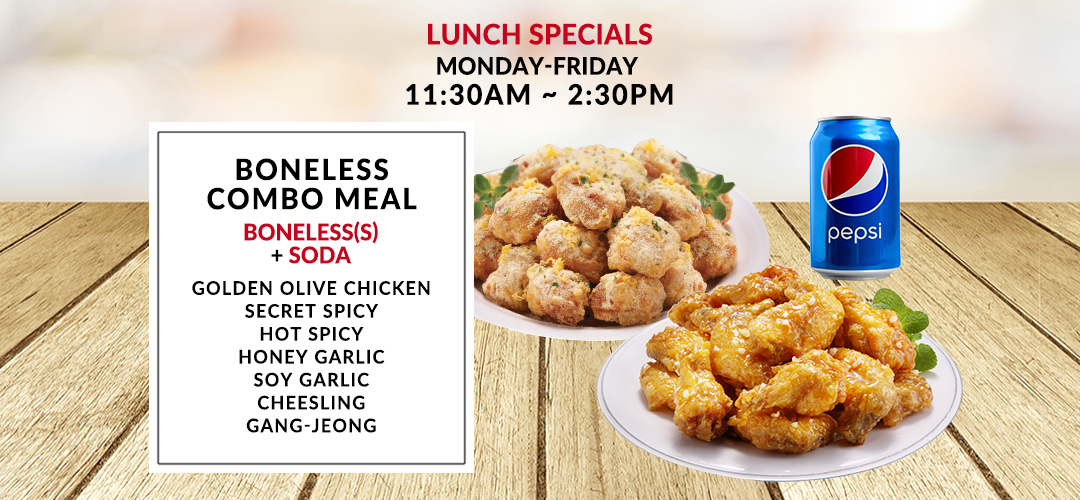 LUNCH SPECIALS
MONDAY-FRIDAY
11:30AM ~ 2:30PM
BONELESS
COMBO MEAL
BONELESS(S)
+ SODA
GOLDEN OLIVE CHICKEN
SECRET SPICY
HOT SPICY
HONEY GARLIC
SOY GARLIC
CHEESLING
GANG-JEONG
pepsi